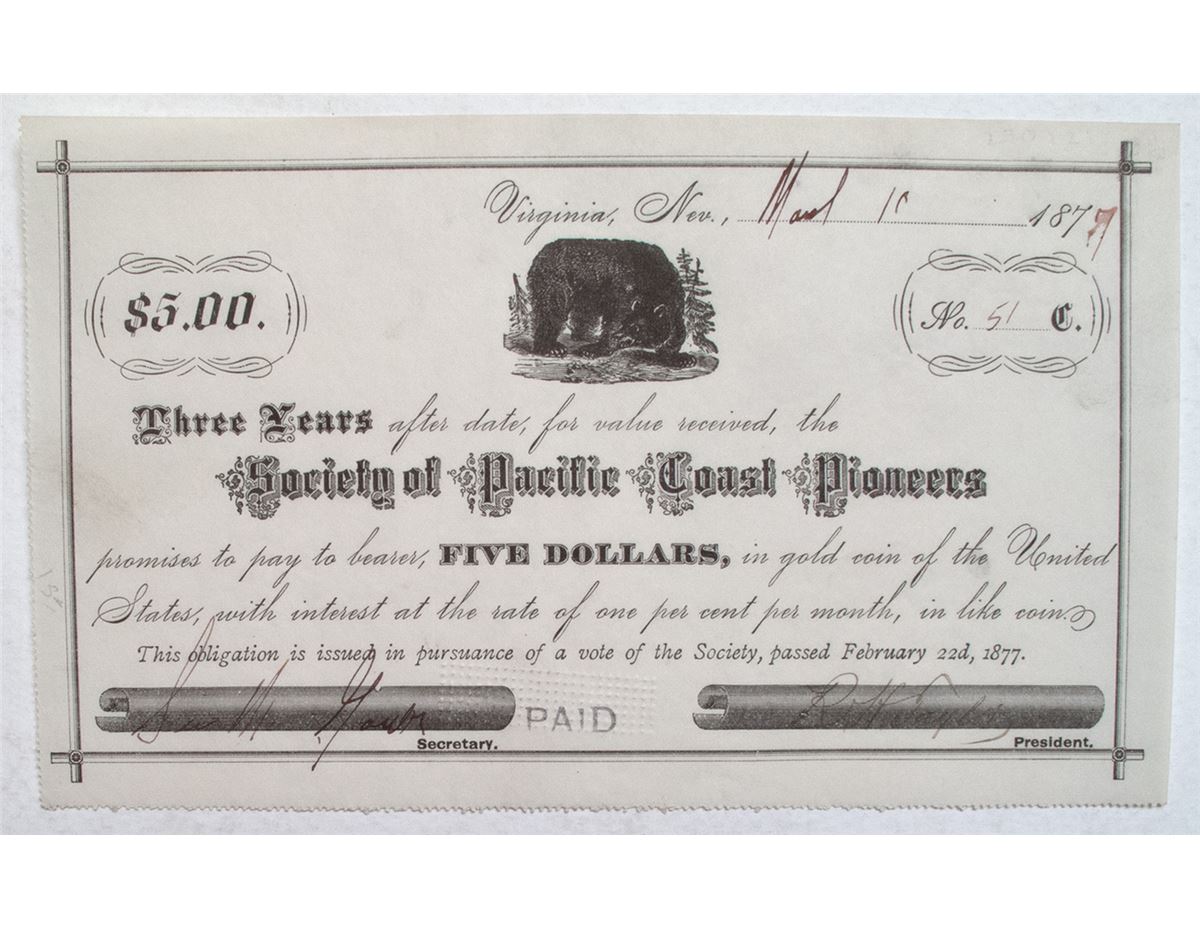 Virginia, Nev., March 10 1877
$5.00.
No. 51 C.
Three Years after date, for value received, the
Society of Pacific Coast Pioneers
promises to pay to bearer, FIVE DOLLARS, in gold coin of the United
States, with interest at the rate of one per cent per month, in like coin.
This obligation is issued in pursuance of a vote of the Society, passed February 22d, 1877.
PAID
Secretary.
President.